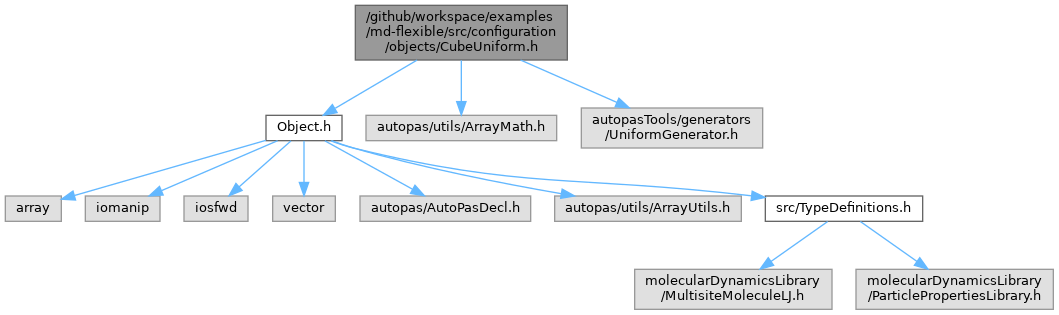 /github/workspace/examples
/md-flexible/src/configuration
/objects/CubeUniform.h
Object.h
autopas/utils/ArrayMath.h
autopasTools/generators
/UniformGenerator.h
array
iomanip
iosfwd
vector
autopas/AutoPasDecl.h
autopas/utils/ArrayUtils.h
src/TypeDefinitions.h
molecularDynamicsLibrary
/MultisiteMoleculeLJ.h
molecularDynamicsLibrary
/ParticlePropertiesLibrary.h